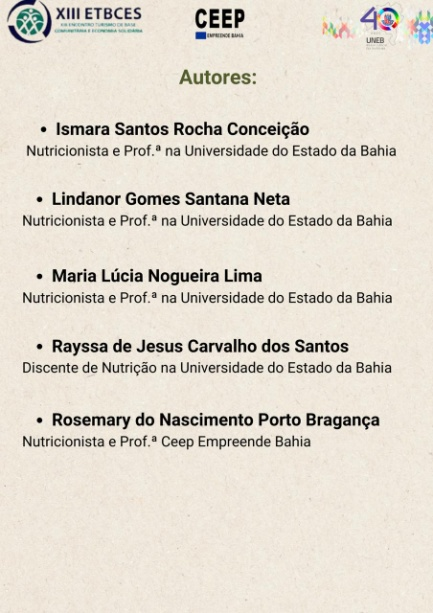 XIII ETBCES
XIII ENCONTRO TURISMO DE BASE
COMUNITÁRIA E ECONOMIA SOLIDÁRIA
CEEP
EMPREENDE BAHIA
40
UNEB
Autores:
• Ismara Santos Rocha Conceição
Nutricionista e Prof.ª na Universidade do Estado da Bahia
• Lindanor Gomes Santana Neta
Nutricionista e Prof.ª na Universidade do Estado da Bahia
• Maria Lúcia Nogueira Lima
Nutricionista e Prof.ª na Universidade do Estado da Bahia
• Rayssa de Jesus Carvalho dos Santos
Discente de Nutrição na Universidade do Estado da Bahia
• Rosemary do Nascimento Porto Bragança
Nutricionista e Prof.ª Ceep Empreende Bahia